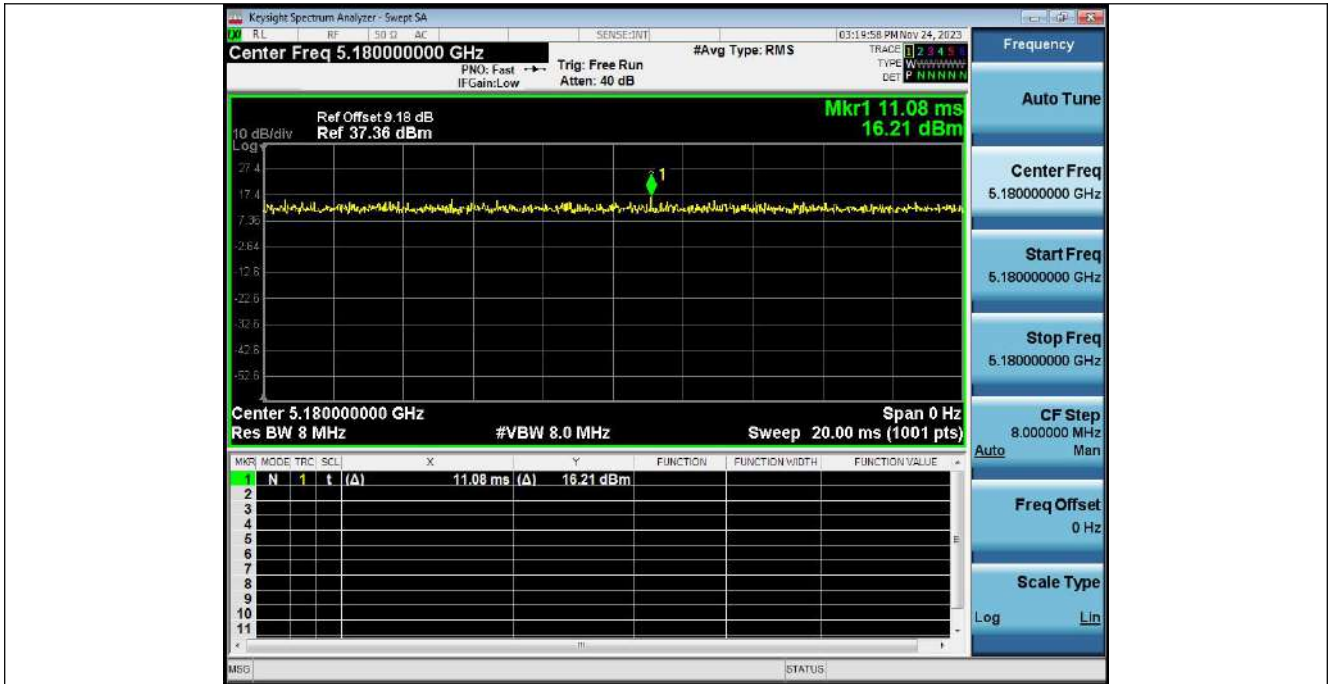 Keysight Spectrum Analyzer - Swept SA
RL RF 50 Ω AC SENSE:INT 03:19:58 PM Nov 24, 2023
Center Freq 5.180000000 GHz #Avg Type: RMS TRACE 1 2 3 4 5 6
PNO: Fast Trig: Free Run TYPE
IFGain:Low Atten: 40 dB DET P N N N N N
Frequency
Auto Tune
Mkr1 11.08 ms
Ref Offset 9.18 dB
10 dB/div Ref 37.36 dBm 16.21 dBm
Log
27.4
1
17.4
7.36
-2.64
-12.6
-22.6
-32.6
-42.6
-52.6
Center 5.180000000 GHz Span 0 Hz
Res BW 8 MHz #VBW 8.0 MHz Sweep 20.00 ms (1001 pts)
MKR MODE TRC SCL X Y FUNCTION FUNCTION WIDTH FUNCTION VALUE
1 N 1 t (Δ) 11.08 ms (Δ) 16.21 dBm
2
3
4
5
6
7
8
9
10
11
MSG STATUS
Center Freq
5.180000000 GHz
Start Freq
5.180000000 GHz
Stop Freq
5.180000000 GHz
CF Step
8.000000 MHz
Auto Man
Freq Offset
0 Hz
Scale Type
Log Lin